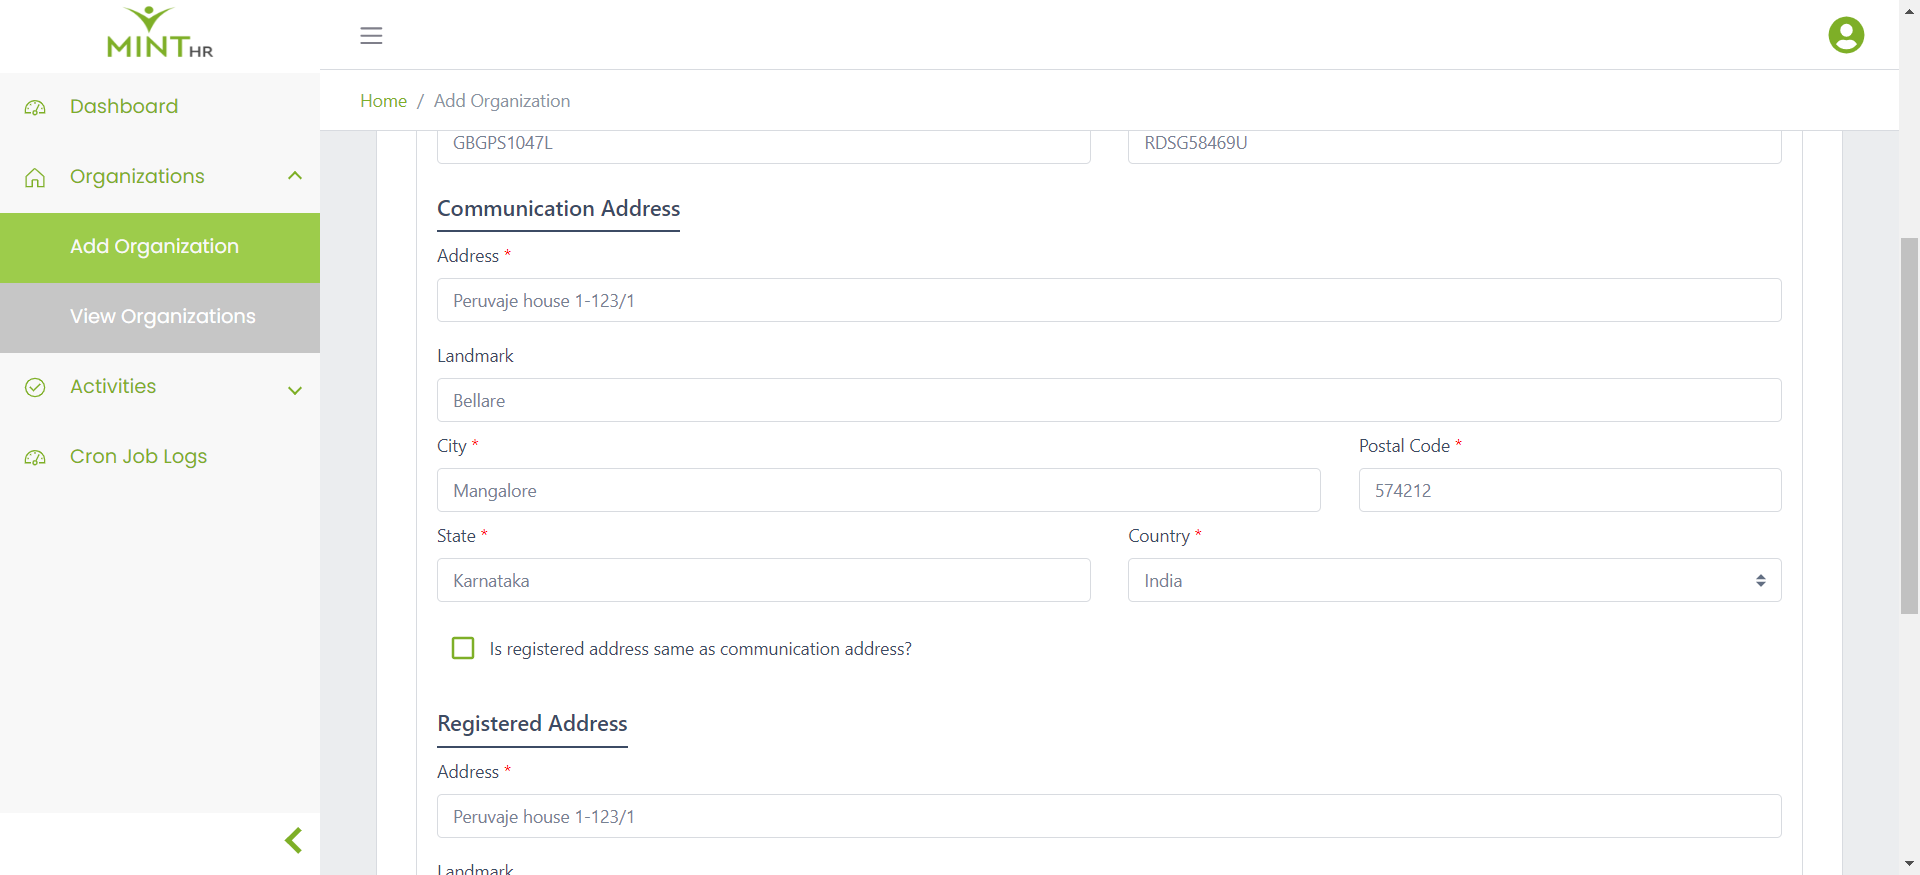 MINT HR
Dashboard
Organizations
Add Organization
View Organizations
Activities
Cron Job Logs
Home / Add Organization
GBGPS1047L RDSG58469U
Communication Address
Address *
Peruvaje house 1-123/1
Landmark
Bellare
City * Postal Code *
Mangalore 574212
State * Country *
Karnataka India
Is registered address same as communication address?
Registered Address
Address *
Peruvaje house 1-123/1
Landmark